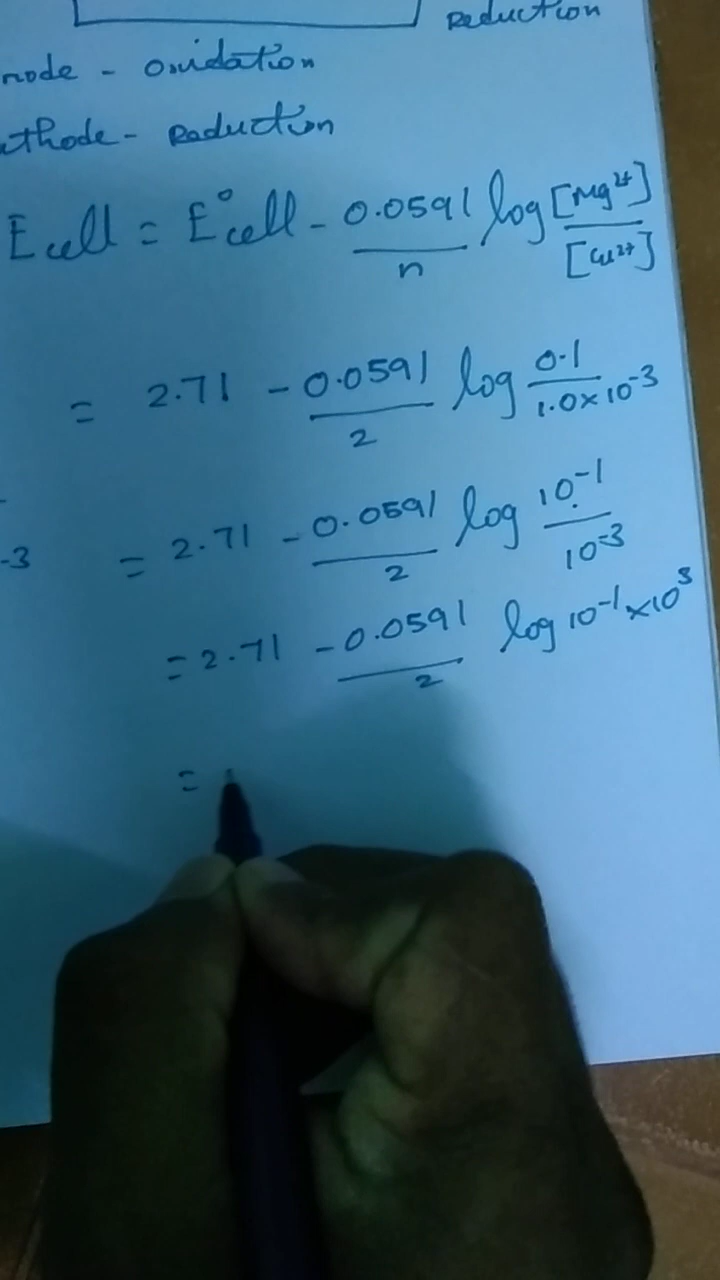 Reduction
node - oxidation
athode - Reduction
Ecell = E°cell - 0.0591/n log [Mg2+]/[Cu2+]
= 2.71 - 0.0591/2 log 0.1/1.0×10-3
-3 = 2.71 - 0.0591/2 log 10-1/10-3
= 2.71 - 0.0591/2 log 10-1 ×103
=